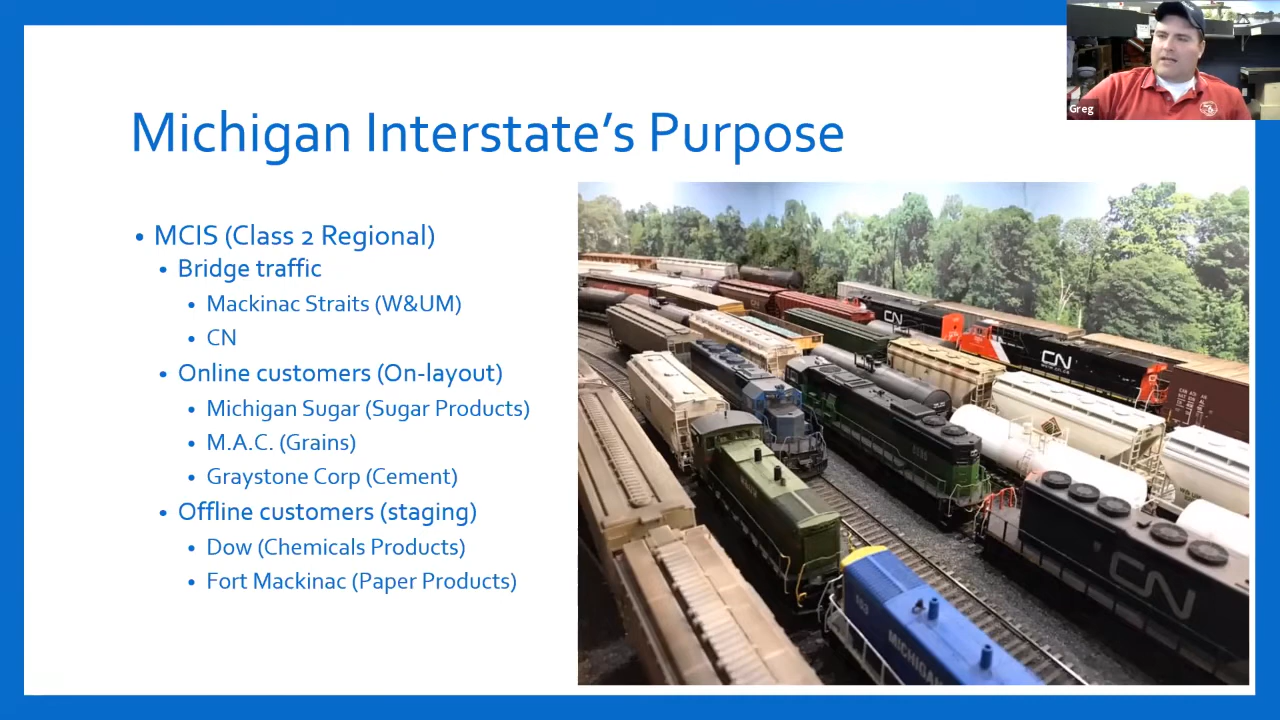 Greg
Michigan Interstate's Purpose
• MCIS (Class 2 Regional)
• Bridge traffic
• Mackinac Straits (W&UM)
• CN
• Online customers (On-layout)
• Michigan Sugar (Sugar Products)
• M.A.C. (Grains)
• Graystone Corp (Cement)
• Offline customers (staging)
• Dow (Chemicals Products)
• Fort Mackinac (Paper Products)
CN
CN
CN
MICHIGAN